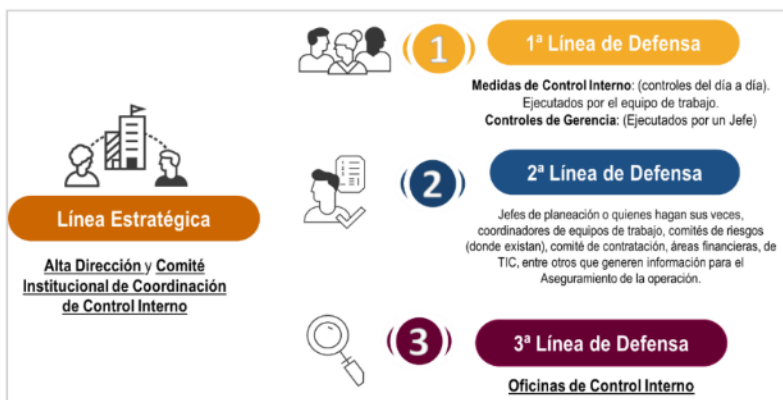 Línea Estratégica
Alta Dirección y Comité
Institucional de Coordinación
de Control Interno
1
1ª Línea de Defensa
Medidas de Control Interno: (controles del día a día).
Ejecutados por el equipo de trabajo.
Controles de Gerencia: (Ejecutados por un Jefe)
2
2ª Línea de Defensa
Jefes de planeación o quienes hagan sus veces,
coordinadores de equipos de trabajo, comités de riesgos
(donde existan), comité de contratación, áreas financieras, de
TIC, entre otros que generen información para el
Aseguramiento de la operación.
3
3ª Línea de Defensa
Oficinas de Control Interno